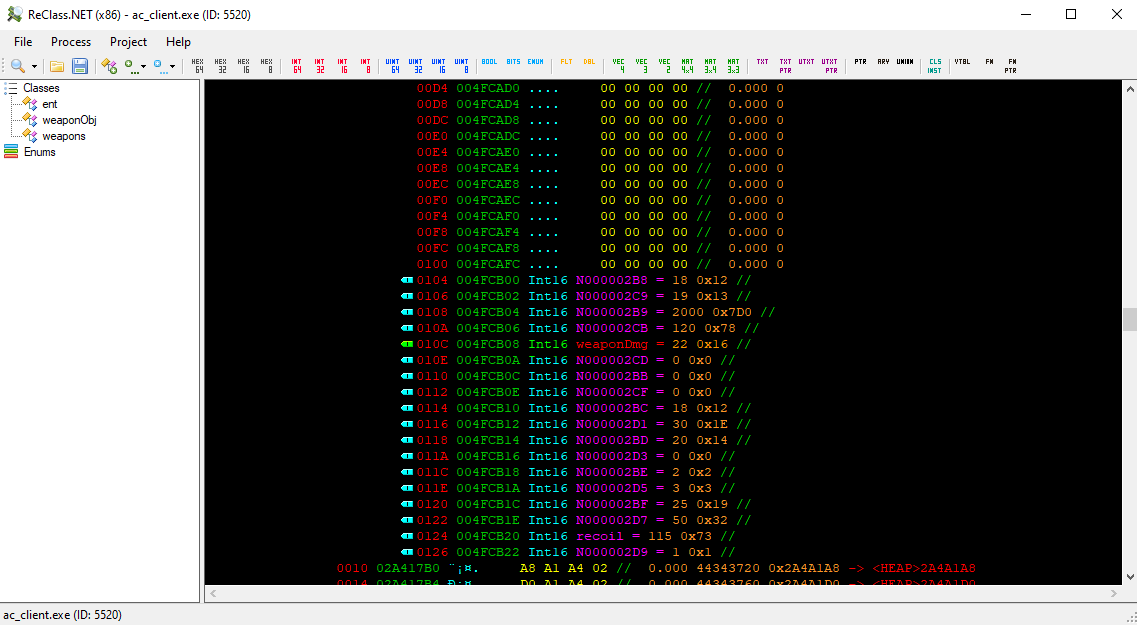 ReClass.NET (x86) - ac_client.exe (ID: 5520)
File Process Project Help
HEX 64 HEX 32 HEX 16 HEX 8 INT 64 INT 32 INT 16 INT 8 UINT 64 UINT 32 UINT 16 UINT 8 BOOL BITS ENUM FLT DBL VEC 4 VEC 3 VEC 2 MAT 4x4 MAT 3x4 MAT 3x3 TXT TXT PTR UTXT UTXT PTR PTR ARY UNION CLS INST VTBL FN FN PTR
Classes
ent
weaponObj
weapons
Enums
00D4 004FCAD0 .... 00 00 00 00 // 0.000 0
00D8 004FCAD4 .... 00 00 00 00 // 0.000 0
00DC 004FCAD8 .... 00 00 00 00 // 0.000 0
00E0 004FCADC .... 00 00 00 00 // 0.000 0
00E4 004FCAE0 .... 00 00 00 00 // 0.000 0
00E8 004FCAE4 .... 00 00 00 00 // 0.000 0
00EC 004FCAE8 .... 00 00 00 00 // 0.000 0
00F0 004FCAEC .... 00 00 00 00 // 0.000 0
00F4 004FCAF0 .... 00 00 00 00 // 0.000 0
00F8 004FCAF4 .... 00 00 00 00 // 0.000 0
00FC 004FCAF8 .... 00 00 00 00 // 0.000 0
0100 004FCAFC .... 00 00 00 00 // 0.000 0
0104 004FCB00 Int16 N000002B8 = 18 0x12 //
0106 004FCB02 Int16 N000002C9 = 19 0x13 //
0108 004FCB04 Int16 N000002B9 = 2000 0x7D0 //
010A 004FCB06 Int16 N000002CB = 120 0x78 //
010C 004FCB08 Int16 weaponDmg = 22 0x16 //
010E 004FCB0A Int16 N000002CD = 0 0x0 //
0110 004FCB0C Int16 N000002BB = 0 0x0 //
0112 004FCB0E Int16 N000002CF = 0 0x0 //
0114 004FCB10 Int16 N000002BC = 18 0x12 //
0116 004FCB12 Int16 N000002D1 = 30 0x1E //
0118 004FCB14 Int16 N000002BD = 20 0x14 //
011A 004FCB16 Int16 N000002D3 = 0 0x0 //
011C 004FCB18 Int16 N000002BE = 2 0x2 //
011E 004FCB1A Int16 N000002D5 = 3 0x3 //
0120 004FCB1C Int16 N000002BF = 25 0x19 //
0122 004FCB1E Int16 N000002D7 = 50 0x32 //
0124 004FCB20 Int16 recoil = 115 0x73 //
0126 004FCB22 Int16 N000002D9 = 1 0x1 //
0010 02A417B0 ¨¡¤. A8 A1 A4 02 // 0.000 44343720 0x2A4A1A8 -> <HEAP>2A4A1A8
0014 02A417B4 Ð¡¤. D0 A1 A4 02 // 0.000 44343760 0x2A4A1D0 -> <HEAP>2A4A1D0
ac_client.exe (ID: 5520)